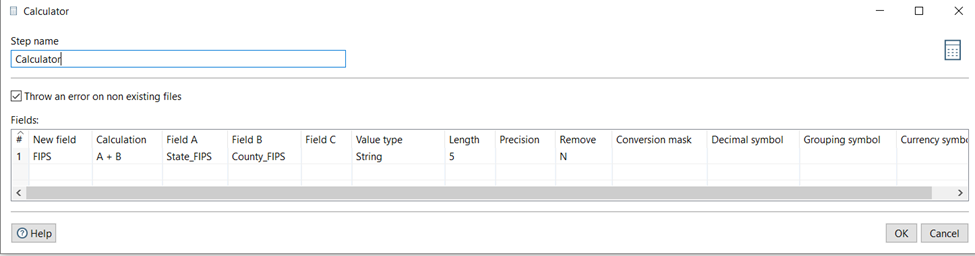 Calculator
Step name
Calculator
Throw an error on non existing files
Fields:
# New field Calculation Field A Field B Field C Value type Length Precision Remove Conversion mask Decimal symbol Grouping symbol Currency symbo
1 FIPS A + B State_FIPS County_FIPS String 5 N
Help OK Cancel